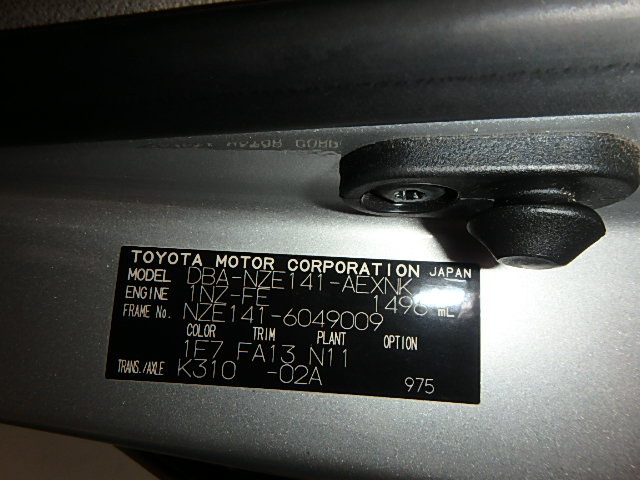 TOYOTA MOTOR CORPORATION JAPAN
MODEL DBA-NZE141-AEXNK
ENGINE 1NZ-FE 1496 mL
FRAME No. NZE141-6049009
COLOR TRIM PLANT OPTION
1F7 FA13 N11
TRANS./AXLE K310 -02A
975